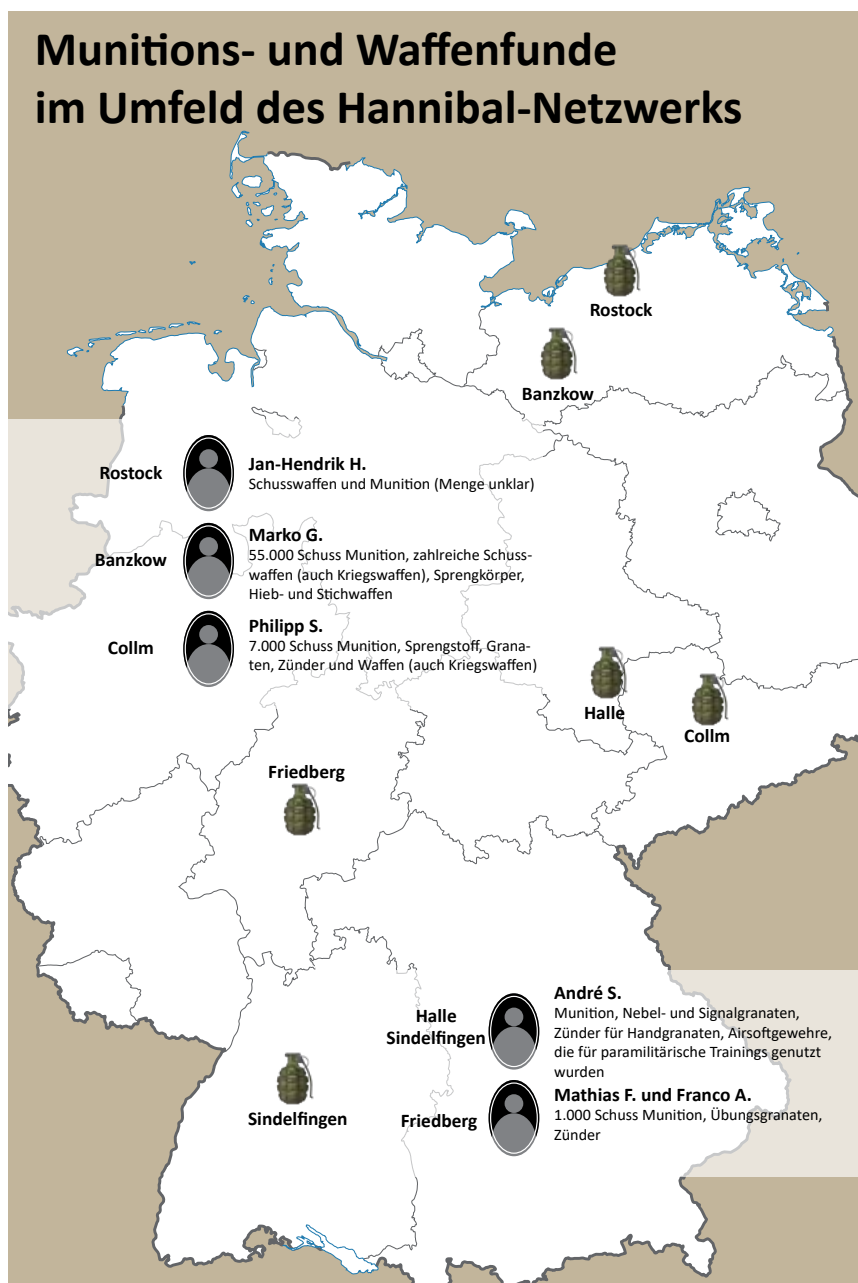 Munitions- und Waffenfunde
im Umfeld des Hannibal-Netzwerks
Rostock
Banzkow
Rostock
Jan-Hendrik H.
Schusswaffen und Munition (Menge unklar)
Banzkow
Marko G.
55.000 Schuss Munition, zahlreiche Schuss-
waffen (auch Kriegswaffen), Sprengkörper,
Hieb- und Stichwaffen
Collm
Philipp S.
7.000 Schuss Munition, Sprengstoff, Grana-
ten, Zünder und Waffen (auch Kriegswaffen)
Halle
Collm
Friedberg
Halle
Sindelfingen
André S.
Munition, Nebel- und Signalgranaten,
Zünder für Handgranaten, Airsoftgewehre,
die für paramilitärische Trainings genutzt
wurden
Friedberg
Mathias F. und Franco A.
1.000 Schuss Munition, Übungsgranaten,
Zünder
Sindelfingen